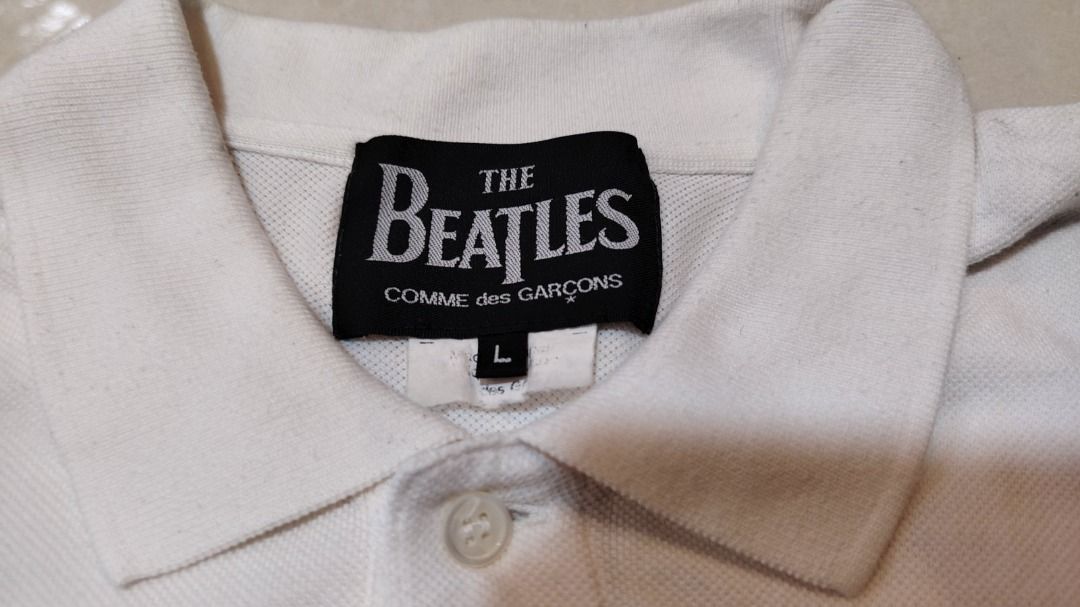 THE
BEATLES
COMME des GARÇONS
L